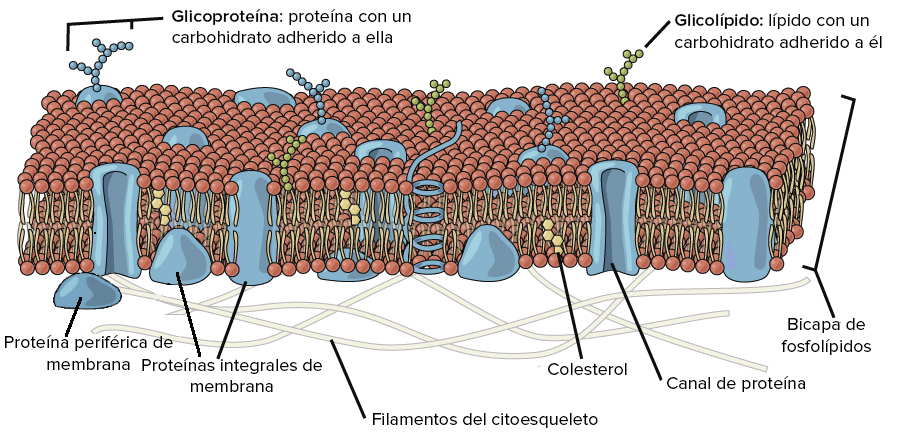 Glicoproteína: proteína con un
carbohidrato adherido a ella
Glicolípido: lípido con un
carbohidrato adherido a él
Proteína periférica de
membrana
Proteínas integrales de
membrana
Filamentos del citoesqueleto
Colesterol
Canal de proteína
Bicapa de
fosfolípidos